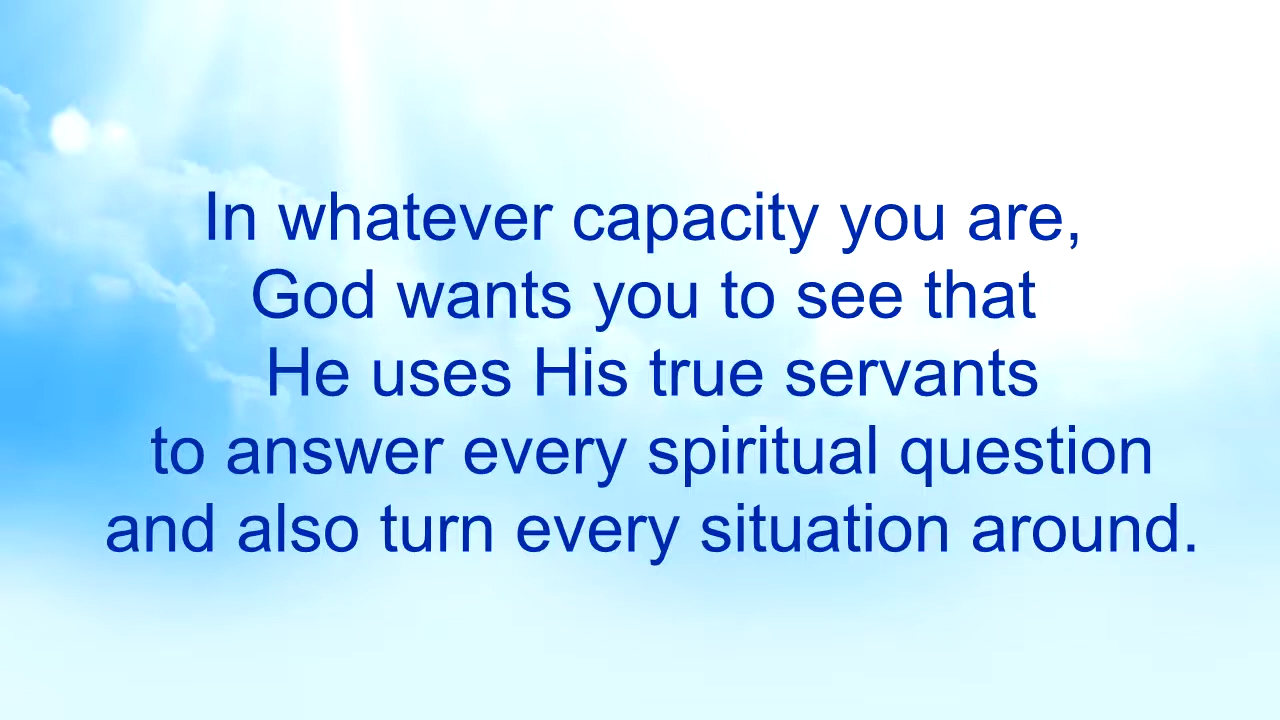 In whatever capacity you are,
God wants you to see that
He uses His true servants
to answer every spiritual question
and also turn every situation around.